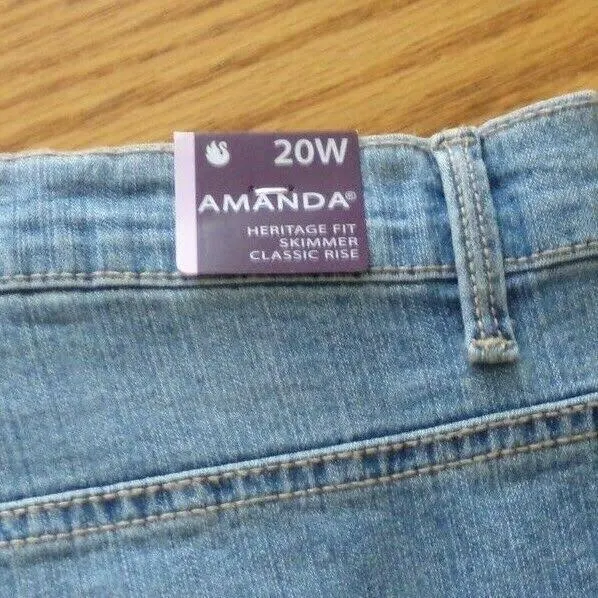 20W
AMANDA®
HERITAGE FIT
SKIMMER
CLASSIC RISE